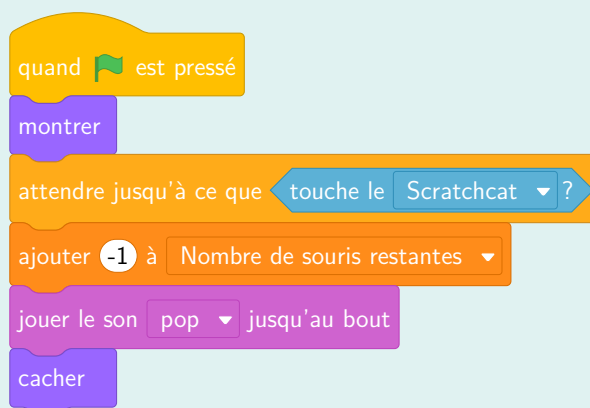 quand est pressé
montrer
attendre jusqu'à ce que touche le Scratchcat ?
ajouter -1 à Nombre de souris restantes
jouer le son pop jusqu'au bout
cacher